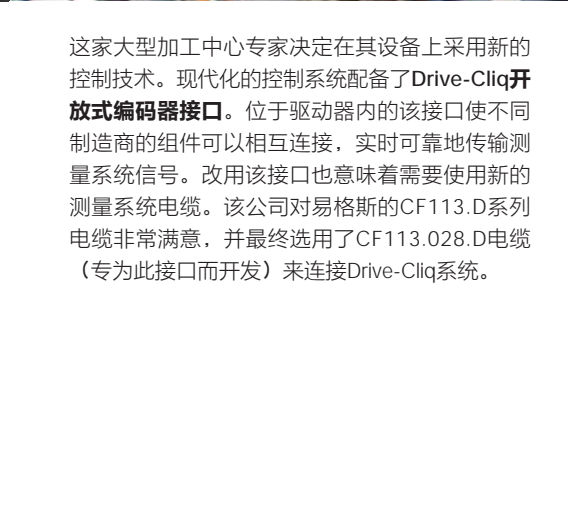 这家大型加工中心专家决定在其设备上采用新的
控制技术。现代化的控制系统配备了Drive-Cliq开
放式编码器接口。位于驱动器内的该接口使不同
制造商的组件可以相互连接，实时可靠地传输测
量系统信号。改用该接口也意味着需要使用新的
测量系统电缆。该公司对易格斯的CF113.D系列
电缆非常满意，并最终选用了CF113.028.D电缆
（专为此接口而开发）来连接Drive-Cliq系统。